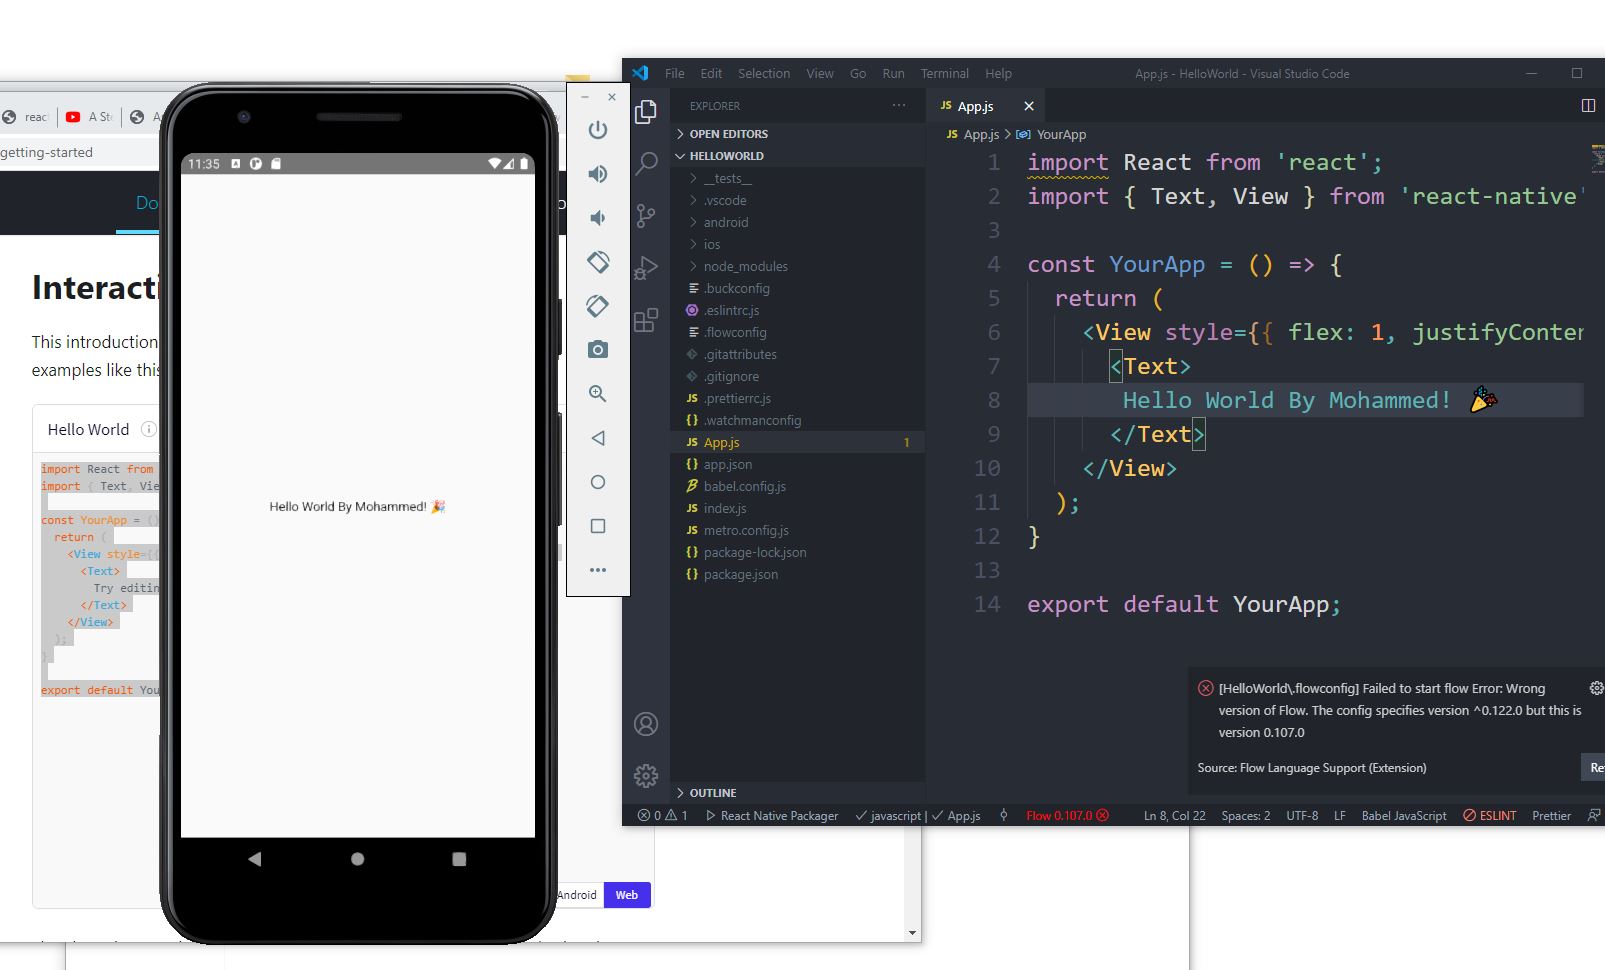 reac
A St
getting-started
Do
Interacti
This introduction
examples like this
Hello World
import React from
import { Text, Vie
const YourApp = ()
return (
<View style={{
<Text>
Try editin
</Text>
</View>
);
}
export default You
Android
Web
11:35
Hello World By Mohammed! 🎉
File Edit Selection View Go Run Terminal Help
App.js - HelloWorld - Visual Studio Code
EXPLORER
OPEN EDITORS
HELLOWORLD
__tests__
.vscode
android
ios
node_modules
.buckconfig
.eslintrc.js
.flowconfig
.gitattributes
.gitignore
JS .prettierrc.js
{} .watchmanconfig
JS App.js 1
{} app.json
babel.config.js
JS index.js
JS metro.config.js
{} package-lock.json
{} package.json
OUTLINE
JS App.js
JS App.js > YourApp
1 import React from 'react';
2 import { Text, View } from 'react-native'
3
4 const YourApp = () => {
5 return (
6 <View style={{ flex: 1, justifyConten
7 <Text>
8 Hello World By Mohammed! 🎉
9 </Text>
10 </View>
11 );
12 }
13
14 export default YourApp;
[HelloWorld\.flowconfig] Failed to start flow Error: Wrong
version of Flow. The config specifies version ^0.122.0 but this is
version 0.107.0
Source: Flow Language Support (Extension)
Re
0 1 React Native Packager javascript | App.js Flow 0.107.0 Ln 8, Col 22 Spaces: 2 UTF-8 LF Babel JavaScript ESLINT Prettier